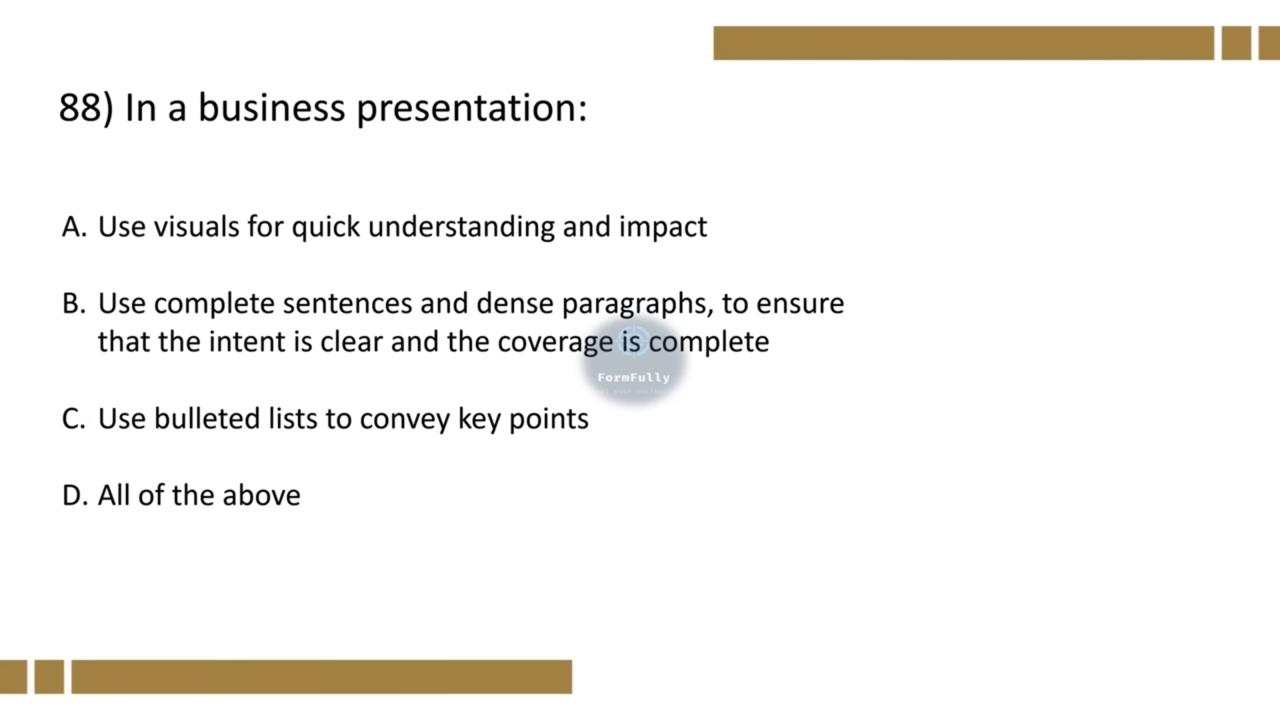 88) In a business presentation:
A. Use visuals for quick understanding and impact
B. Use complete sentences and dense paragraphs, to ensure
that the intent is clear and the coverage is complete
FormFully
C. Use bulleted lists to convey key points
D. All of the above